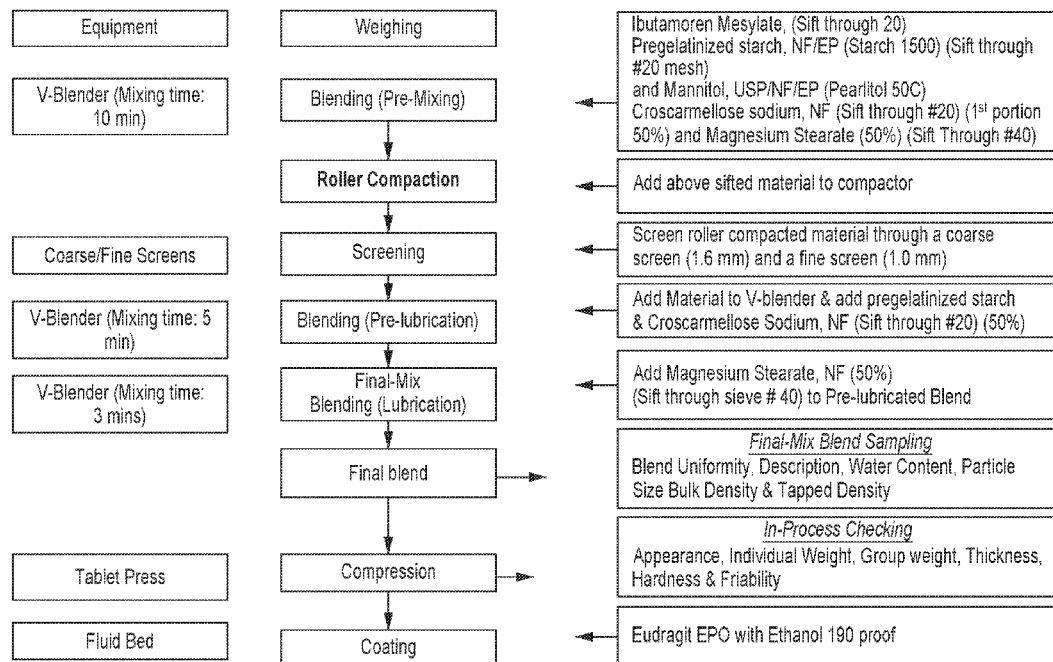 Equipment
Weighing
Ibutamoren Mesylate, (Sift through 20)
Pregelatinized starch, NF/EP (Starch 1500) (Sift through
#20 mesh)
and Mannitol, USP/NF/EP (Pearlitol 50C)
Croscarmellose sodium, NF (Sift through #20) (1st portion
50%) and Magnesium Stearate (50%) (Sift Through #40)
V-Blender (Mixing time:
10 min)
Blending (Pre-Mixing)
Roller Compaction
Add above sifted material to compactor
Coarse/Fine Screens
Screening
Screen roller compacted material through a coarse
screen (1.6 mm) and a fine screen (1.0 mm)
V-Blender (Mixing time: 5
min)
Blending (Pre-lubrication)
Add Material to V-blender & add pregelatinized starch
& Croscarmellose Sodium, NF (Sift through #20) (50%)
V-Blender (Mixing time:
3 mins)
Final-Mix
Blending (Lubrication)
Add Magnesium Stearate, NF (50%)
(Sift through sieve # 40) to Pre-lubricated Blend
Final blend
Final-Mix Blend Sampling
Blend Uniformity, Description, Water Content, Particle
Size Bulk Density & Tapped Density
Tablet Press
Compression
In-Process Checking
Appearance, Individual Weight, Group weight, Thickness,
Hardness & Friability
Fluid Bed
Coating
Eudragit EPO with Ethanol 190 proof